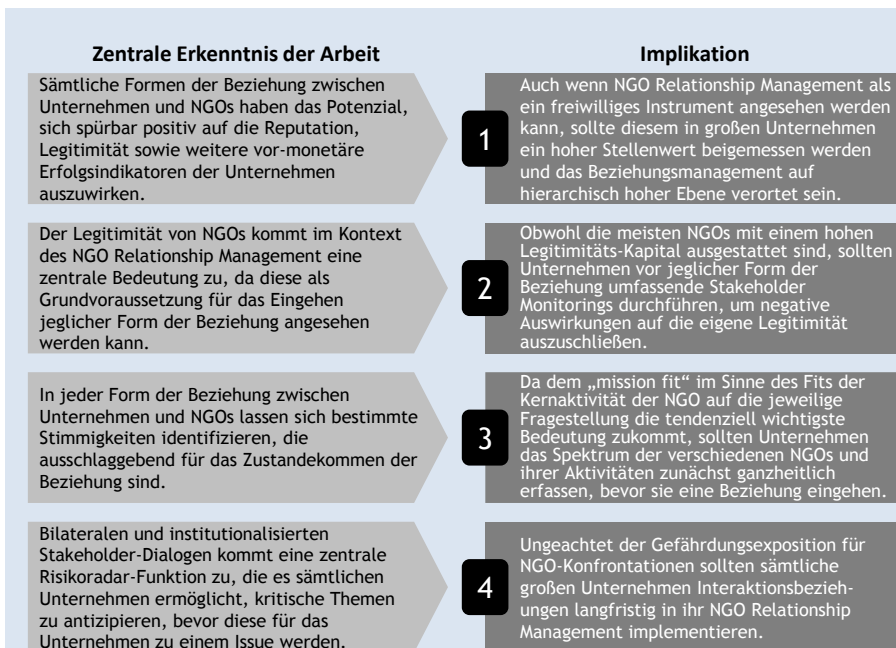 Zentrale Erkenntnis der Arbeit
Implikation
Sämtliche Formen der Beziehung zwischen
Unternehmen und NGOs haben das Potenzial,
sich spürbar positiv auf die Reputation,
Legitimität sowie weitere vor-monetäre
Erfolgsindikatoren der Unternehmen
auszuwirken.
1
Auch wenn NGO Relationship Management als
ein freiwilliges Instrument angesehen werden
kann, sollte diesem in großen Unternehmen
ein hoher Stellenwert beigemessen werden
und das Beziehungsmanagement auf
hierarchisch hoher Ebene verortet sein.
Der Legitimität von NGOs kommt im Kontext
des NGO Relationship Management eine
zentrale Bedeutung zu, da diese als
Grundvoraussetzung für das Eingehen
jeglicher Form der Beziehung angesehen
werden kann.
2
Obwohl die meisten NGOs mit einem hohen
Legitimitäts-Kapital ausgestattet sind, sollten
Unternehmen vor jeglicher Form der
Beziehung umfassende Stakeholder
Monitorings durchführen, um negative
Auswirkungen auf die eigene Legitimität
auszuschließen.
In jeder Form der Beziehung zwischen
Unternehmen und NGOs lassen sich bestimmte
Stimmigkeiten identifizieren, die
ausschlaggebend für das Zustandekommen der
Beziehung sind.
3
Da dem „mission fit“ im Sinne des Fits der
Kernaktivität der NGO auf die jeweilige
Fragestellung die tendenziell wichtigste
Bedeutung zukommt, sollten Unternehmen
das Spektrum der verschiedenen NGOs und
ihrer Aktivitäten zunächst ganzheitlich
erfassen, bevor sie eine Beziehung eingehen.
Bilateralen und institutionalisierten
Stakeholder-Dialogen kommt eine zentrale
Risikoradar-Funktion zu, die es sämtlichen
Unternehmen ermöglicht, kritische Themen
zu antizipieren, bevor diese für das
Unternehmen zu einem Issue werden.
4
Ungeachtet der Gefährdungsexposition für
NGO-Konfrontationen sollten sämtliche
großen Unternehmen Interaktionsbezieh-
ungen langfristig in ihr NGO Relationship
Management implementieren.